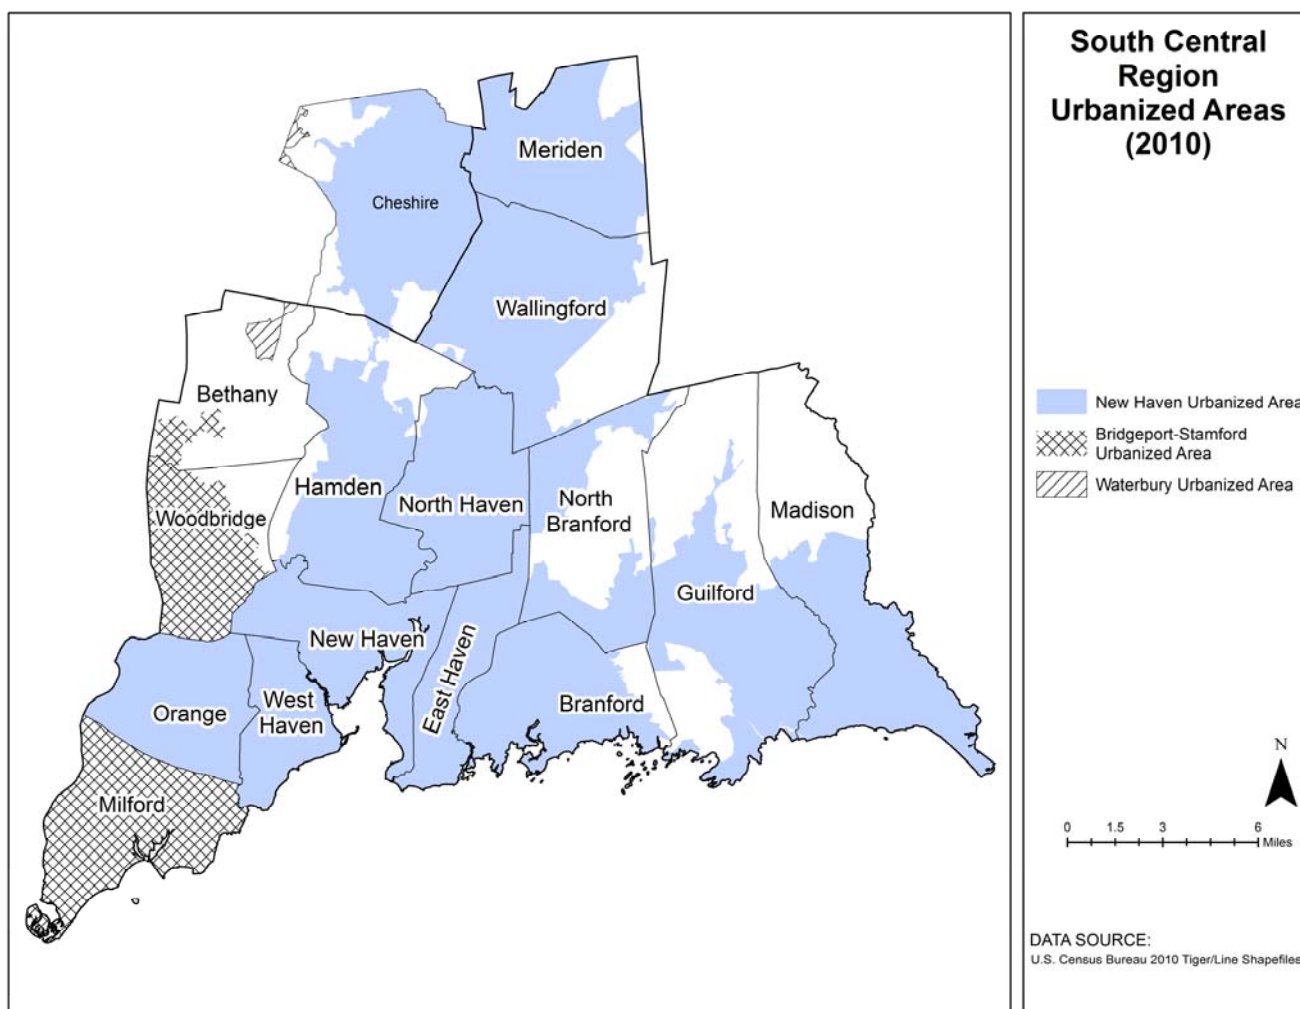 South Central
Region
Urbanized Areas
(2010)
Meriden
Cheshire
Wallingford
Bethany
Hamden
North Haven
North
Branford
Madison
Woodbridge
Guilford
New Haven
East Haven
West
Haven
Orange
Branford
Milford
New Haven Urbanized Area
Bridgeport-Stamford
Urbanized Area
Waterbury Urbanized Area
N
0 1.5 3 6
Miles
DATA SOURCE:
U.S. Census Bureau 2010 Tiger/Line Shapefiles